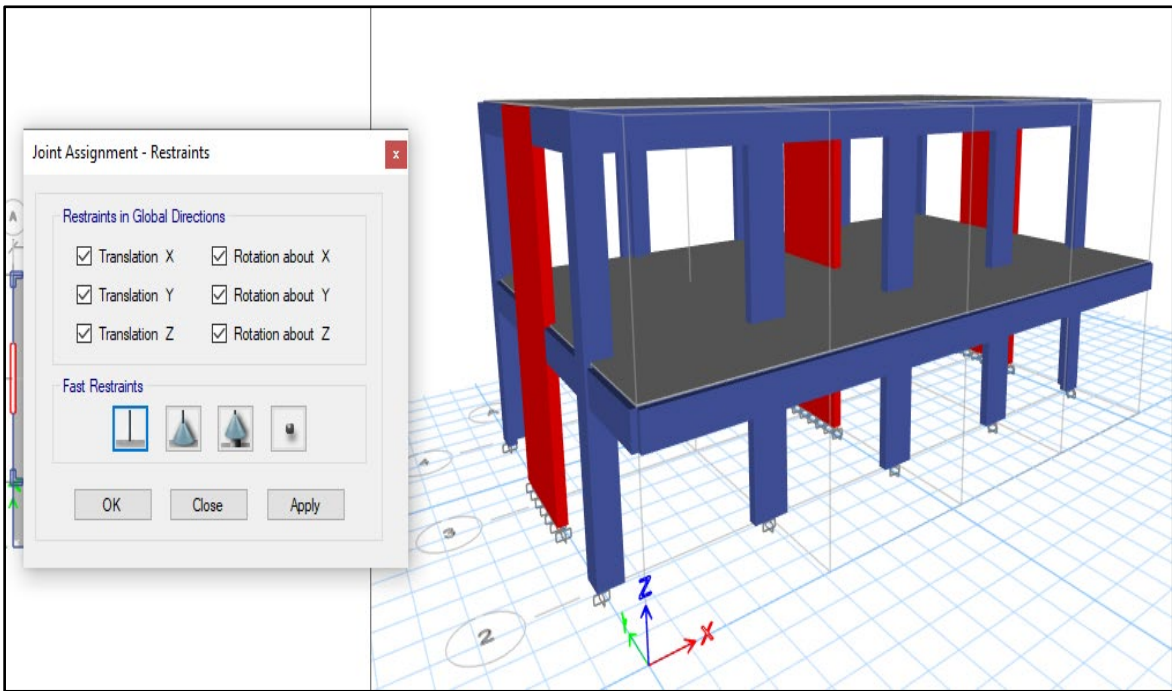 Joint Assignment - Restraints
x
Restraints in Global Directions
Translation X
Rotation about X
Translation Y
Rotation about Y
Translation Z
Rotation about Z
Fast Restraints
OK
Close
Apply
A
3
2
Z
X